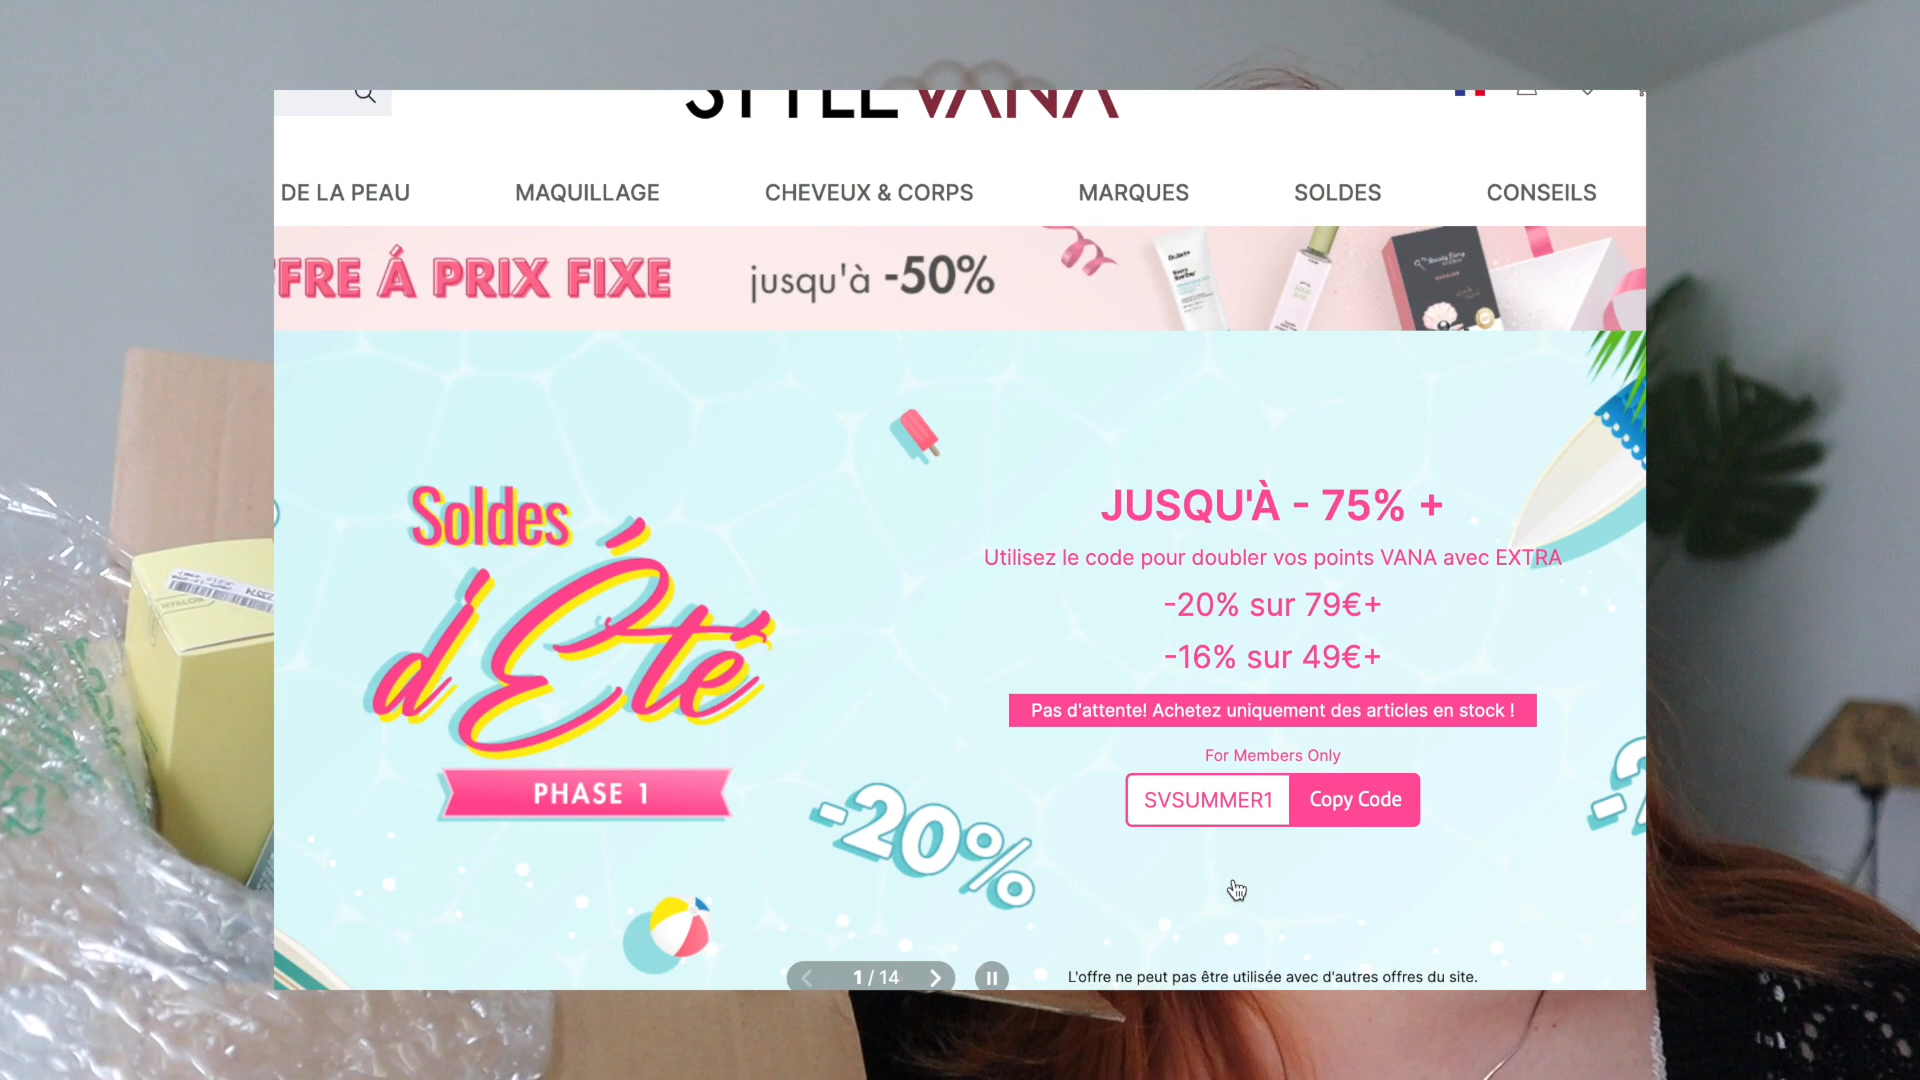 STYLEVANA
DE LA PEAU
MAQUILLAGE
CHEVEUX & CORPS
MARQUES
SOLDES
CONSEILS
FFRE Á PRIX FIXE
jusqu'à -50%
Soldes
d'Été
PHASE 1
-20%
JUSQU'À - 75% +
Utilisez le code pour doubler vos points VANA avec EXTRA
-20% sur 79€+
-16% sur 49€+
Pas d'attente! Achetez uniquement des articles en stock !
For Members Only
SVSUMMER1
Copy Code
1 / 14
L'offre ne peut pas être utilisée avec d'autres offres du site.